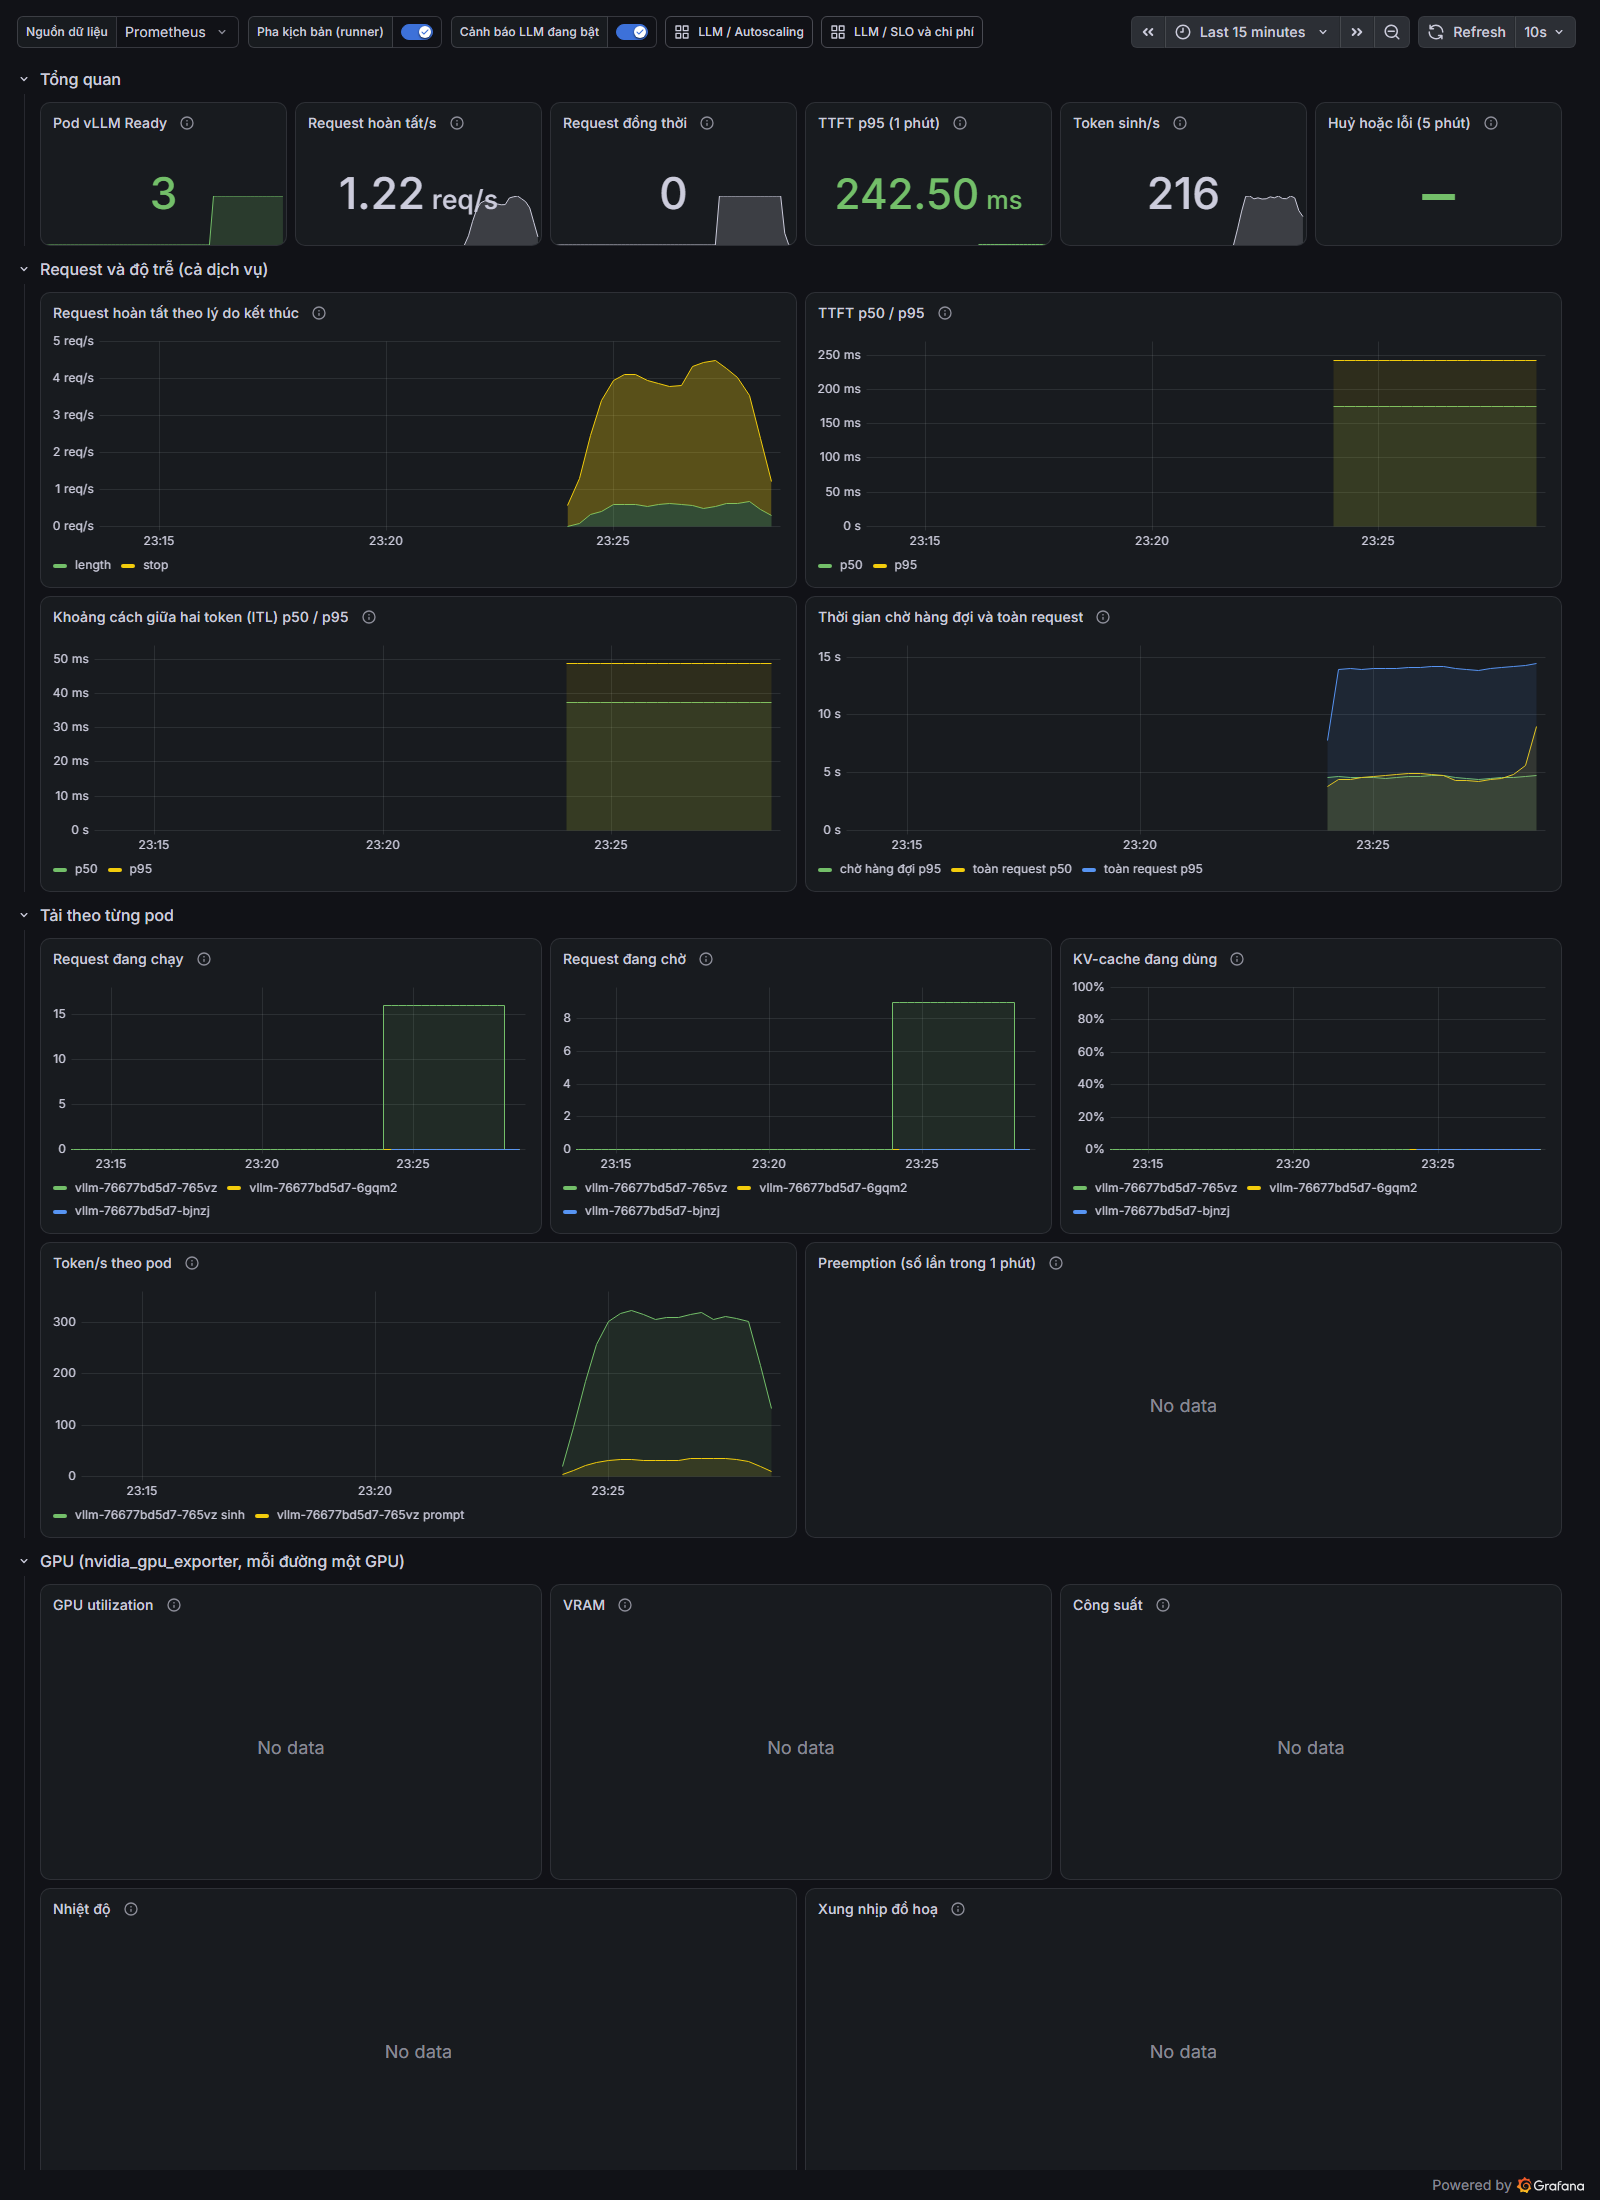 Nguồn dữ liệu Prometheus Pha kịch bản (runner) Cảnh báo LLM đang bật LLM / Autoscaling LLM / SLO và chi phí Last 15 minutes Refresh 10s
Tổng quan
Pod vLLM Ready
3
Request hoàn tất/s
1.22 req/s
Request đồng thời
0
TTFT p95 (1 phút)
242.50 ms
Token sinh/s
216
Huỷ hoặc lỗi (5 phút)
–
Request và độ trễ (cả dịch vụ)
Request hoàn tất theo lý do kết thúc
5 req/s
4 req/s
3 req/s
2 req/s
1 req/s
0 req/s
23:15 23:20 23:25
length stop
TTFT p50 / p95
250 ms
200 ms
150 ms
100 ms
50 ms
0 s
23:15 23:20 23:25
p50 p95
Khoảng cách giữa hai token (ITL) p50 / p95
50 ms
40 ms
30 ms
20 ms
10 ms
0 s
23:15 23:20 23:25
p50 p95
Thời gian chờ hàng đợi và toàn request
15 s
10 s
5 s
0 s
23:15 23:20 23:25
chờ hàng đợi p95 toàn request p50 toàn request p95
Tải theo từng pod
Request đang chạy
15
10
5
0
23:15 23:20 23:25
vllm-76677bd5d7-765vz vllm-76677bd5d7-6gqm2
vllm-76677bd5d7-bjnzj
Request đang chờ
8
6
4
2
0
23:15 23:20 23:25
vllm-76677bd5d7-765vz vllm-76677bd5d7-6gqm2
vllm-76677bd5d7-bjnzj
KV-cache đang dùng
100%
80%
60%
40%
20%
0%
23:15 23:20 23:25
vllm-76677bd5d7-765vz vllm-76677bd5d7-6gqm2
vllm-76677bd5d7-bjnzj
Token/s theo pod
300
200
100
0
23:15 23:20 23:25
vllm-76677bd5d7-765vz sinh vllm-76677bd5d7-765vz prompt
Preemption (số lần trong 1 phút)
No data
GPU (nvidia_gpu_exporter, mỗi đường một GPU)
GPU utilization
No data
VRAM
No data
Công suất
No data
Nhiệt độ
No data
Xung nhịp đồ hoạ
No data
Powered by Grafana